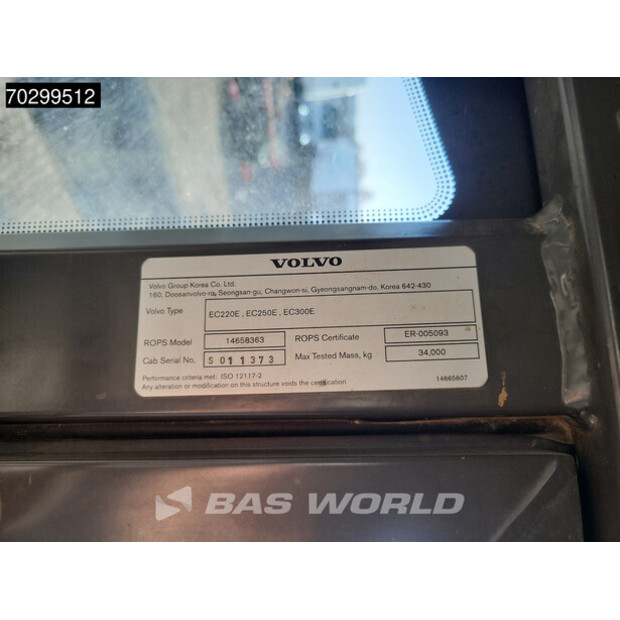 70299512
VOLVO
Volvo Group Korea Co. Ltd.
160, Doosanvolvo-ro, Seongsan-gu, Changwon-si, Gyeongsangnam-do, Korea 642-430
Volvo Type EC220E , EC250E , EC300E
ROPS Model 14658363 ROPS Certificate ER-005093
Cab Serial No. S011373 Max Tested Mass, kg 34,000
Performance criteria met: ISO 12117-2
Any alteration or modification on this structure voids the certification 14665607
BAS WORLD